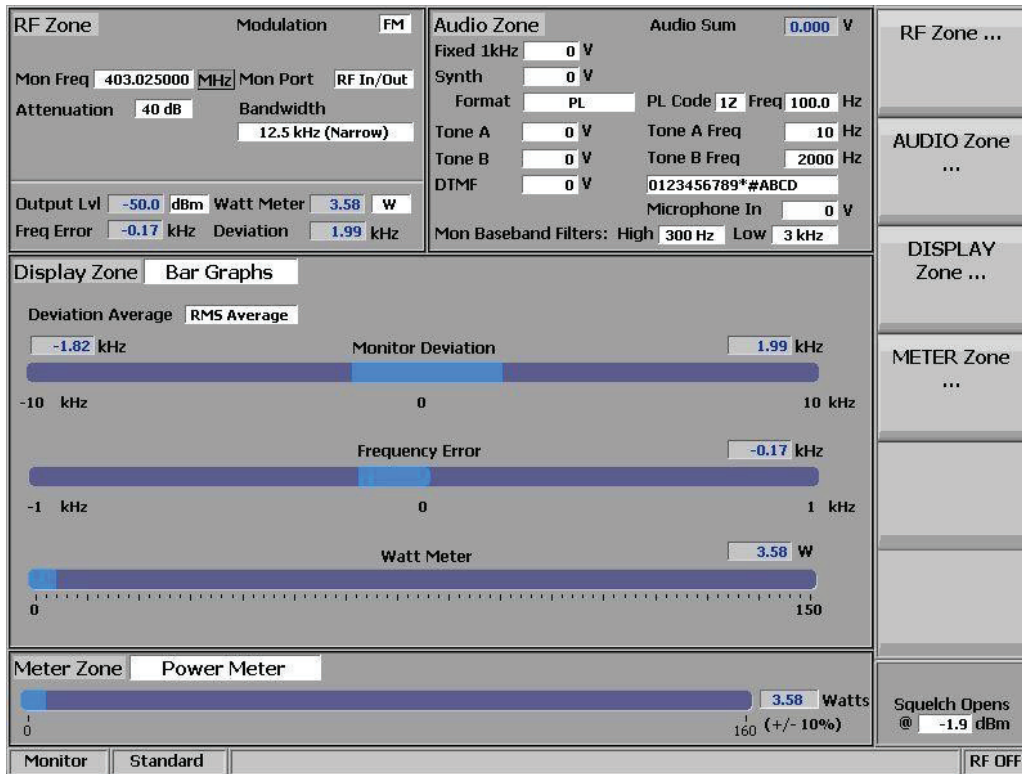 RF Zone Modulation FM
Mon Freq 403.025000 MHz Mon Port RF In/Out
Attenuation 40 dB Bandwidth
12.5 kHz (Narrow)
Output Lvl -50.0 dBm Watt Meter 3.58 W
Freq Error -0.17 kHz Deviation 1.99 kHz
Audio Zone Audio Sum 0.000 V
Fixed 1kHz 0 V
Synth 0 V
Format PL PL Code 1Z Freq 100.0 Hz
Tone A 0 V Tone A Freq 10 Hz
Tone B 0 V Tone B Freq 2000 Hz
DTMF 0 V 0123456789*#ABCD
Microphone In 0 V
Mon Baseband Filters: High 300 Hz Low 3 kHz
Display Zone Bar Graphs
Deviation Average RMS Average
-1.82 kHz Monitor Deviation 1.99 kHz
-10 kHz 0 10 kHz
Frequency Error -0.17 kHz
-1 kHz 0 1 kHz
Watt Meter 3.58 W
0 150
Meter Zone Power Meter
3.58 Watts
0 160 (+/- 10%)
Monitor Standard
RF Zone ...
AUDIO Zone
...
DISPLAY
Zone ...
METER Zone
...
Squelch Opens
@ -1.9 dBm
RF OFF